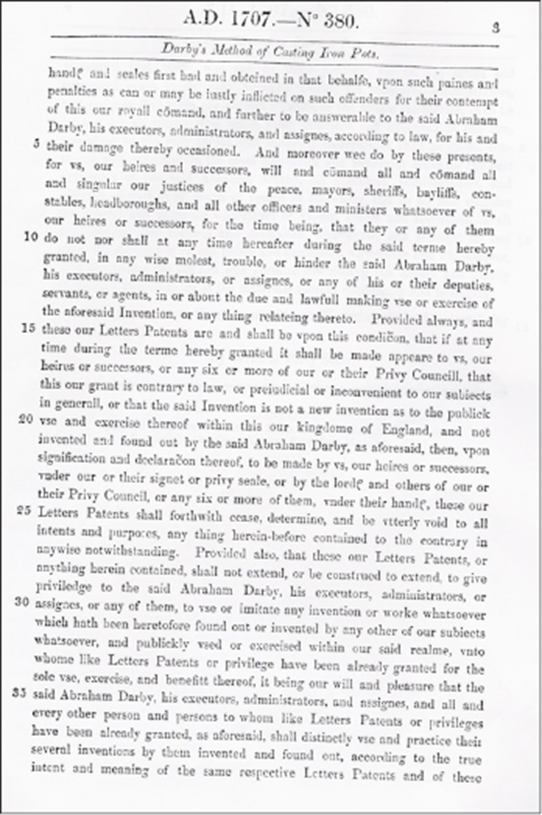 A.D. 1707.—Nº 380. 3
Darby's Method of Casting Iron Pots.
handꝭ and seales first had and obteined in that behalfe, vpon such paines and
penalties as can or may be iustly inflicted on such offenders for their contempt
of this our royall cōmand, and further to be answerable to the said Abraham
Darby, his executors, administrators, and assignes, according to law, for his and
5 their damage thereby occasioned. And moreover wee do by these presents,
for vs, our heires and successors, will and cōmand all and cōmand all
and singular our justices of the peace, mayors, sheriffs, bayliffs, con-
stables, headboroughs, and all other officers and ministers whatsoever of vs,
our heires or successors, for the time being, that they or any of them
10 do not nor shall at any time hereafter during the said terme hereby
granted, in any wise molest, trouble, or hinder the said Abraham Darby,
his executors, administrators, or assignes, or any of his or their deputies,
servants, or agents, in or about the due and lawfull making vse or exercise of
the aforesaid Invention, or any thing relateing thereto. Provided always, and
15 these our Letters Patents are and shall be vpon this condic̃on, that if at any
time during the terme hereby granted it shall be made appeare to vs, our
heires or successors, or any six or more of our or their Privy Councill, that
this our grant is contrary to law, or preiudicial or inconvenient to our subiects
in generall, or that the said Invention is not a new invention as to the publick
20 vse and exercise thereof within this our kingdome of England, and not
invented and found out by the said Abraham Darby, as aforesaid, then, vpon
signification and declarac̃on thereof, to be made by vs, our heires or successors,
vnder our or their signet or privy seale, or by the lordꝭ and others of our or
their Privy Council, or any six or more of them, vnder their handꝭ, these our
25 Letters Patents shall forthwith cease, determine, and be vtterly void to all
intents and purposes, any thing herein-before contained to the contrary in
anywise notwithstanding. Provided also, that these our Letters Patents, or
anything herein contained, shall not extend, or be construed to extend, to give
priviledge to the said Abraham Darby, his executors, administrators, or
30 assignes, or any of them, to vse or imitate any invention or worke whatsoever
which hath been heretofore found out or invented by any other of our subiects
whatsoever, and publickly vsed or exercised within our said realme, vnto
whome like Letters Patents or privilege have been already granted for the
sole vse, exercise, and benefitt thereof, it being our will and pleasure that the
35 said Abraham Darby, his executors, administrators, and assignes, and all and
every other person and persons to whom like Letters Patents or privileges
have been already granted, as aforesaid, shall distinctly vse and practice their
several inventions by them invented and found out, according to the true
intent and meaning of the same respective Letters Patents and of these